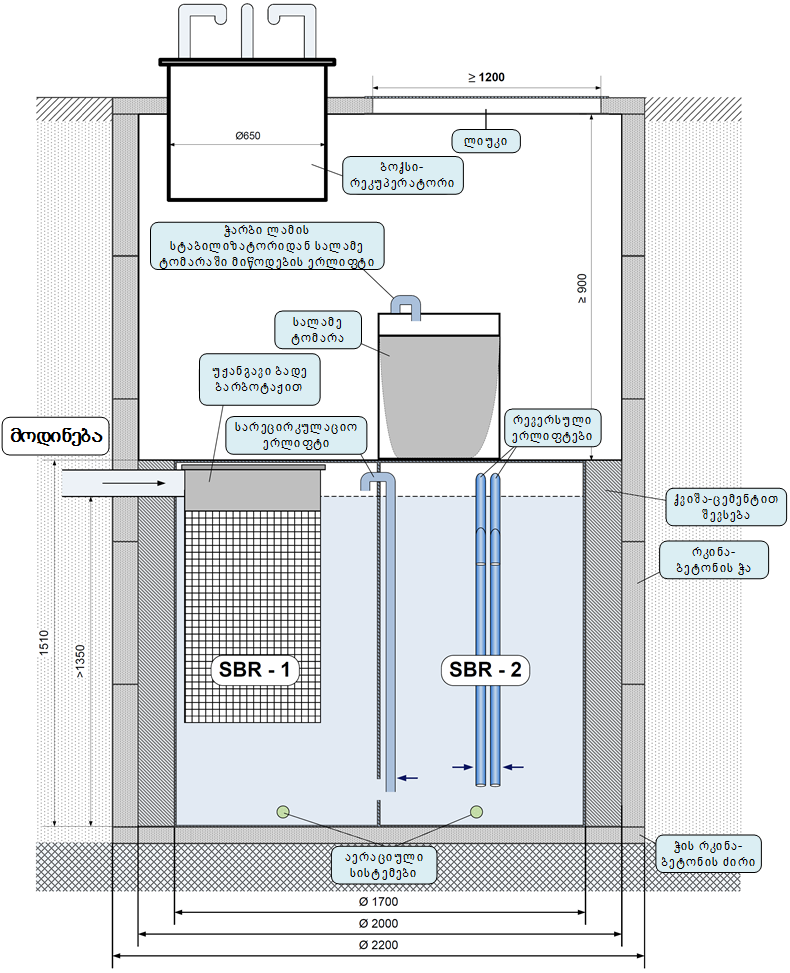 ≥ 1200
ლიუკი
Ø650
ბოქსი-
რეკუპერატორი
ჭარბი ლამის
სტაბილიზატორიდან სალამე
ტომარაში მიწოდების ერლიფტი
≥ 900
სალამე
ტომარა
უჟანგავი ბადე
ბარბოტაჟით
მოდინება
სარეცირკულაციო
ერლიფტი
რევერსული
ერლიფტები
ქვიშა-ცემენტით
შევსება
რკინა-
ბეტონის ჭა
1510
>1350
SBR - 1
SBR - 2
ჭის რკინა-
ბეტონის ძირი
აერაციული
სისტემები
Ø 1700
Ø 2000
Ø 2200